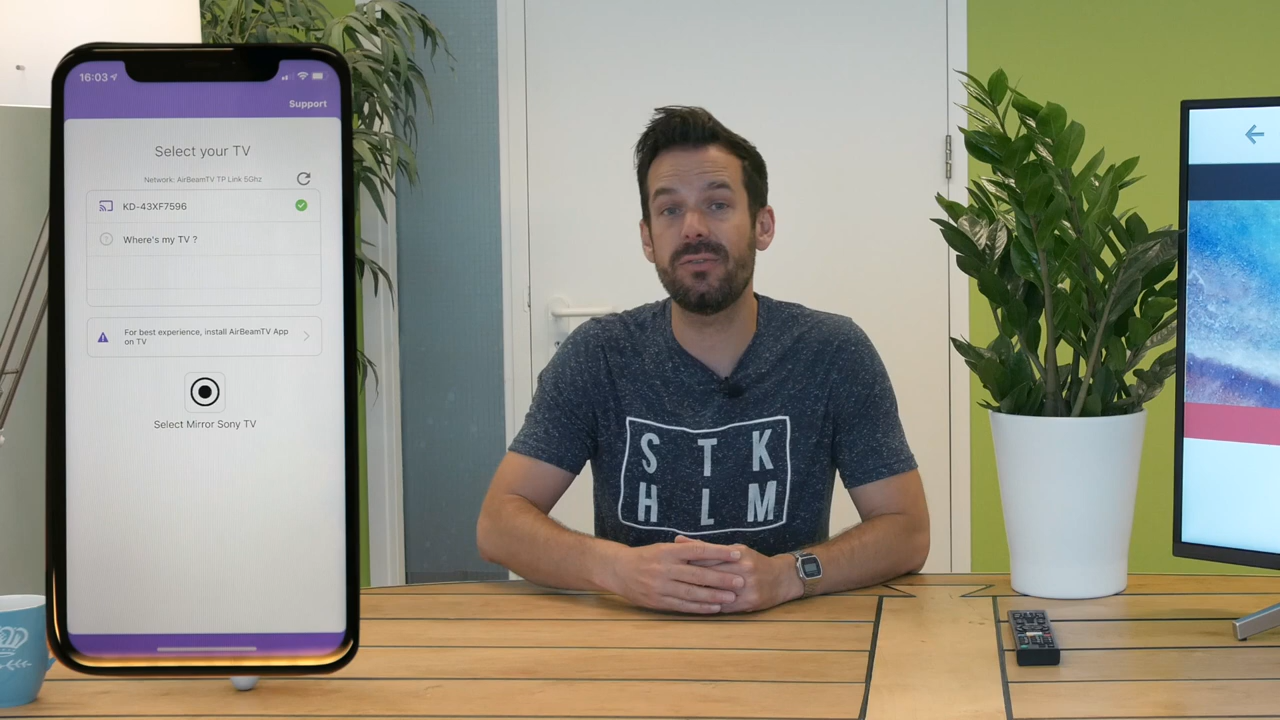 16:03
Support
Select your TV
Network: AirBeamTV TP Link 5Ghz
KD-43XF7596
Where's my TV ?
For best experience, install AirBeamTV App
on TV
Select Mirror Sony TV
S T K
H L M